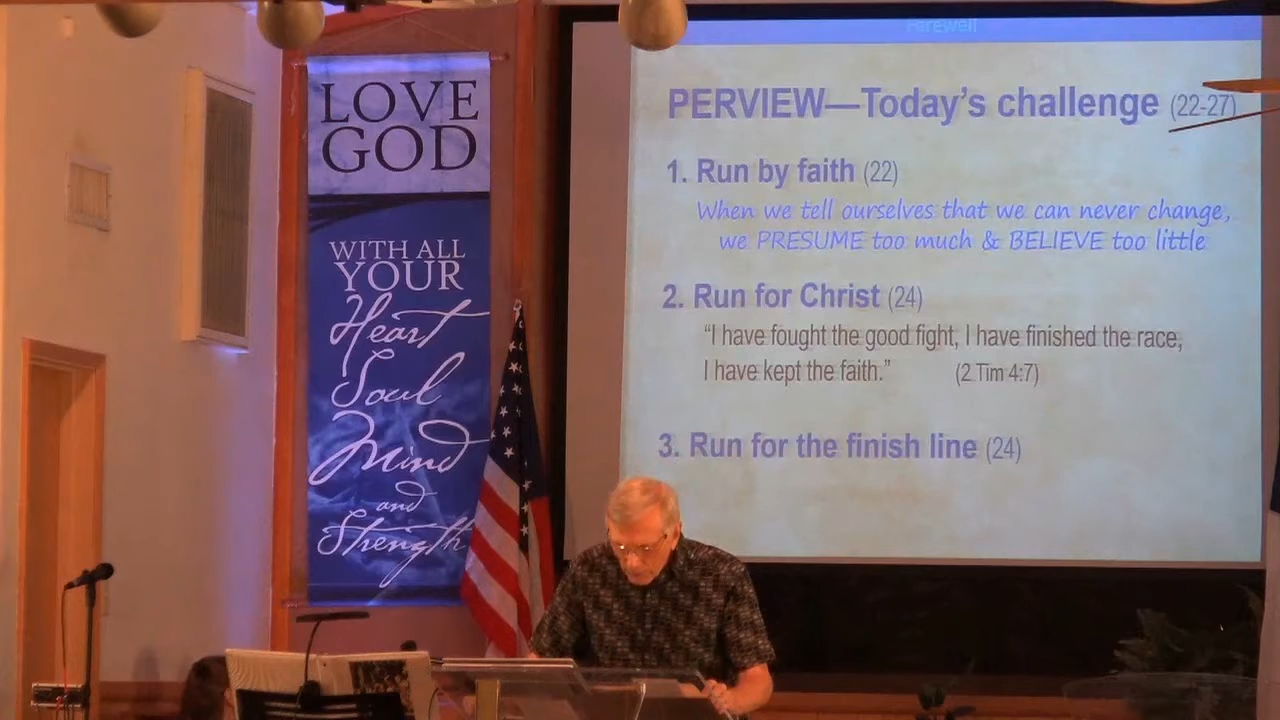 LOVE
GOD
WITH ALL
YOUR
Heart
Soul
Mind
and
Strength
Farewell
PERVIEW—Today's challenge (22-27)
1. Run by faith (22)
When we tell ourselves that we can never change,
we PRESUME too much & BELIEVE too little
2. Run for Christ (24)
“I have fought the good fight, I have finished the race,
I have kept the faith.” (2 Tim 4:7)
3. Run for the finish line (24)